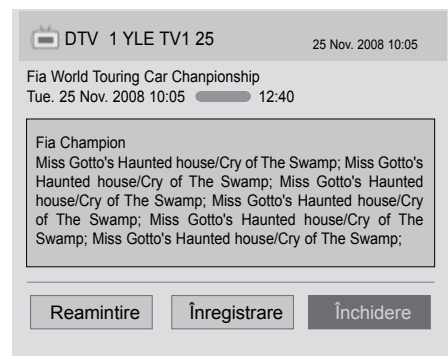 DTV 1 YLE TV1 25
25 Nov. 2008 10:05
Fia World Touring Car Chanpionship
Tue. 25 Nov. 2008 10:05 12:40
Fia Champion
Miss Gotto's Haunted house/Cry of The Swamp; Miss Gotto's
Haunted house/Cry of The Swamp; Miss Gotto's Haunted
house/Cry of The Swamp; Miss Gotto's Haunted house/Cry
of The Swamp; Miss Gotto's Haunted house/Cry of The
Swamp; Miss Gotto's Haunted house/Cry of The Swamp;
Reamintire Înregistrare Închidere